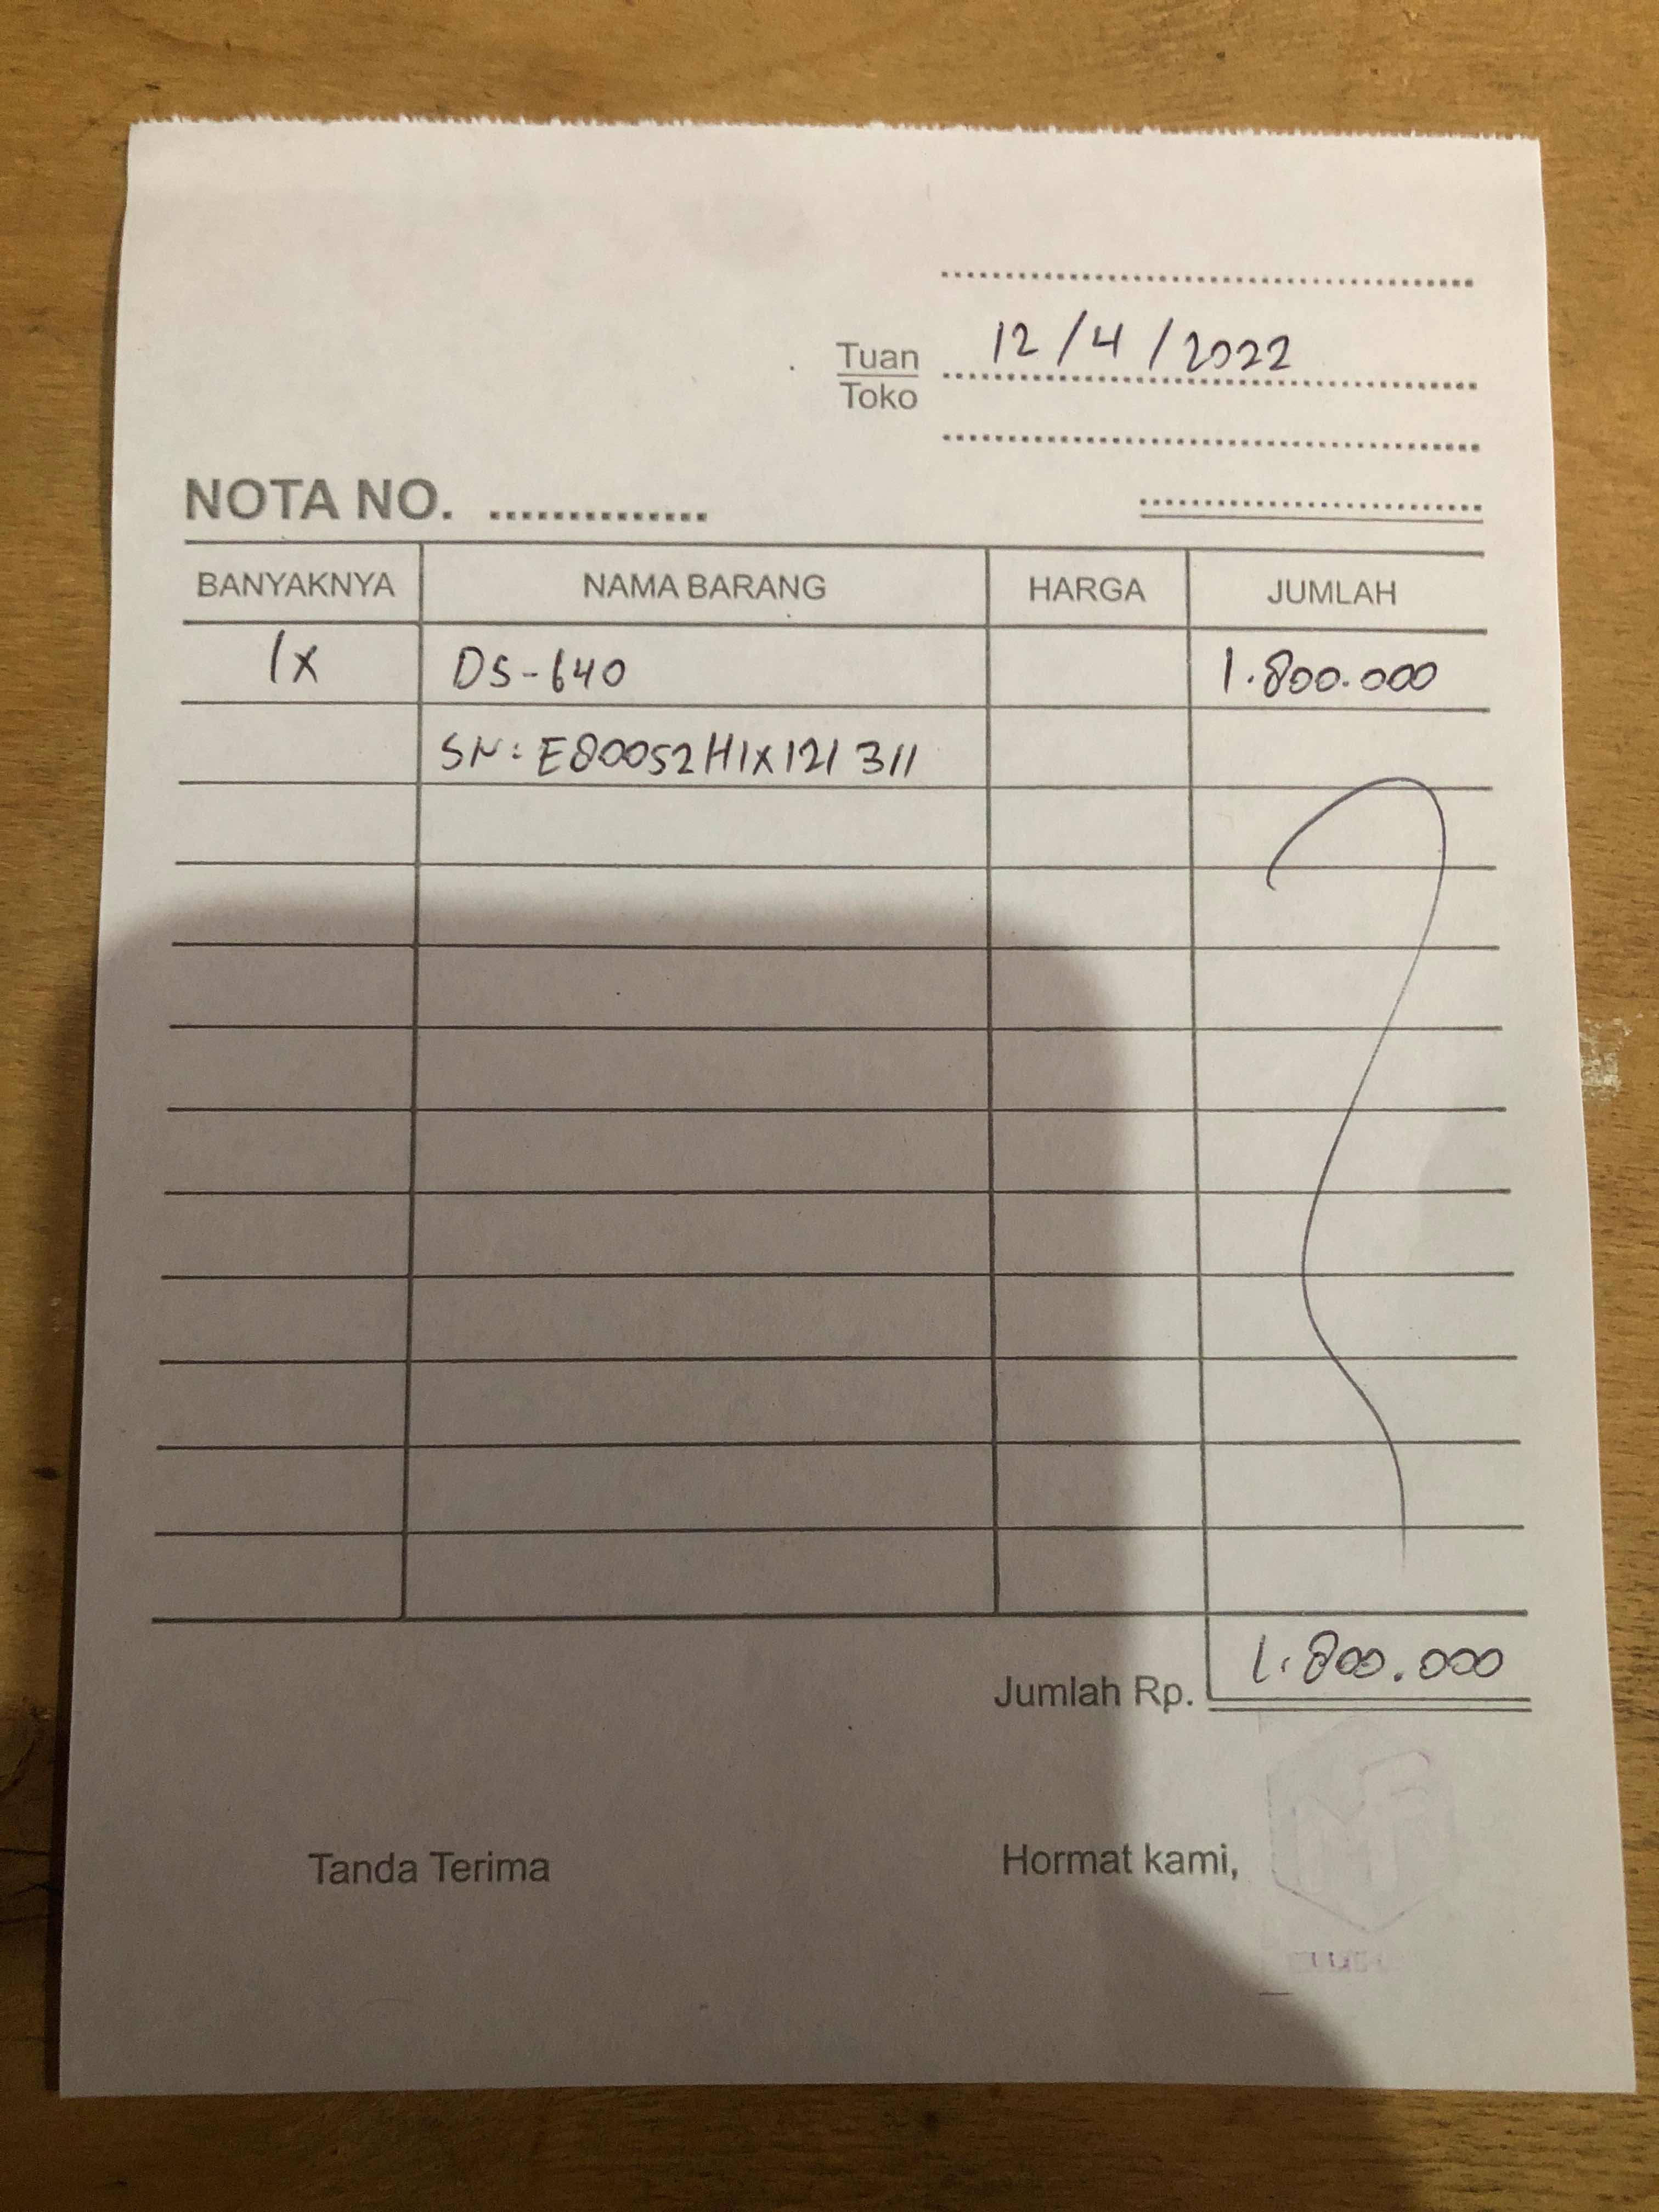 12/4/2022
Tuan
Toko
NOTA NO. ..............
BANYAKNYA NAMA BARANG HARGA JUMLAH
1x DS-640 1.800.000
SN: E80052H1X121311
Jumlah Rp. 1.800.000
Tanda Terima Hormat kami,